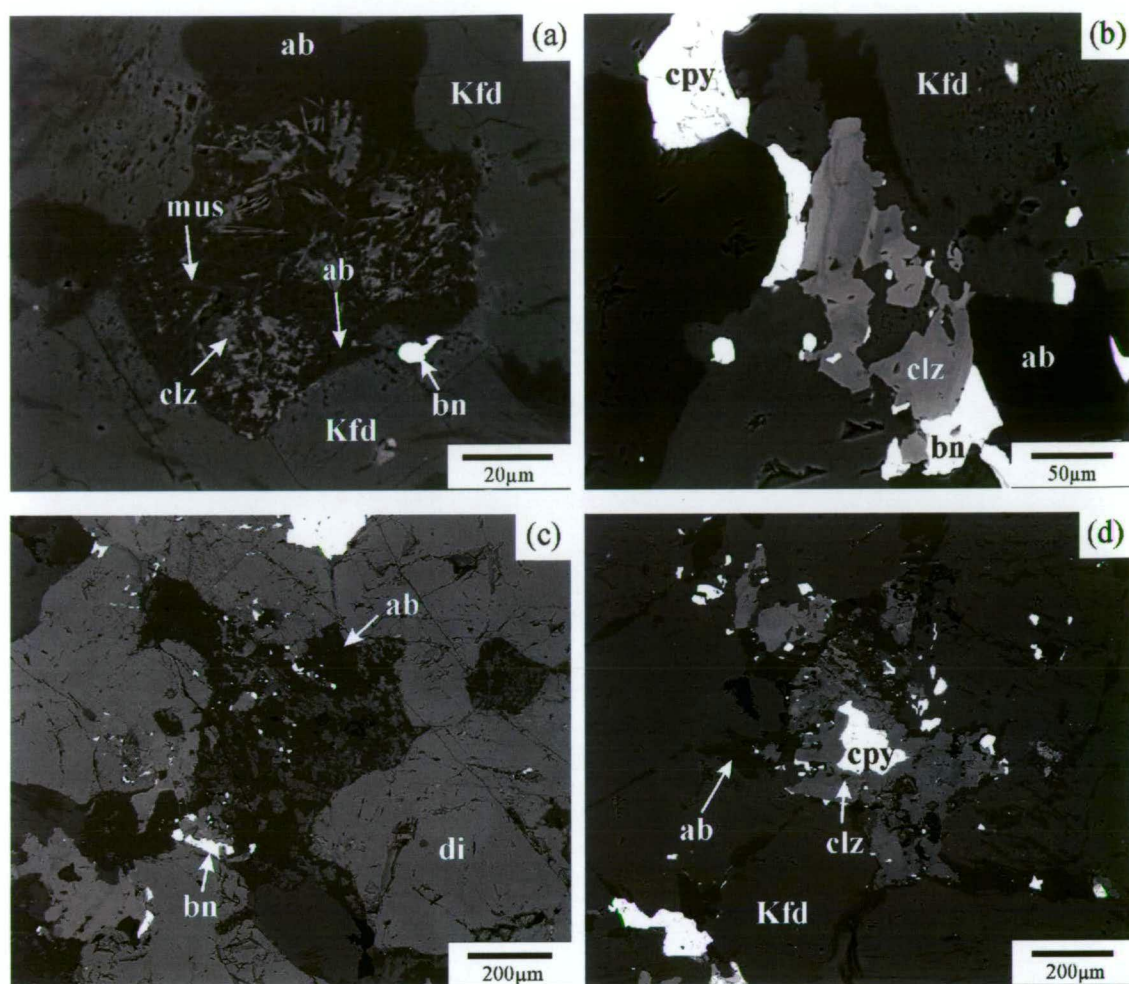 (a)
ab
Kfd
mus
ab
clz
bn
Kfd
20μm
(b)
cpy
Kfd
ab
clz
bn
50μm
(c)
ab
di
bn
200μm
(d)
cpy
ab
clz
Kfd
200μm